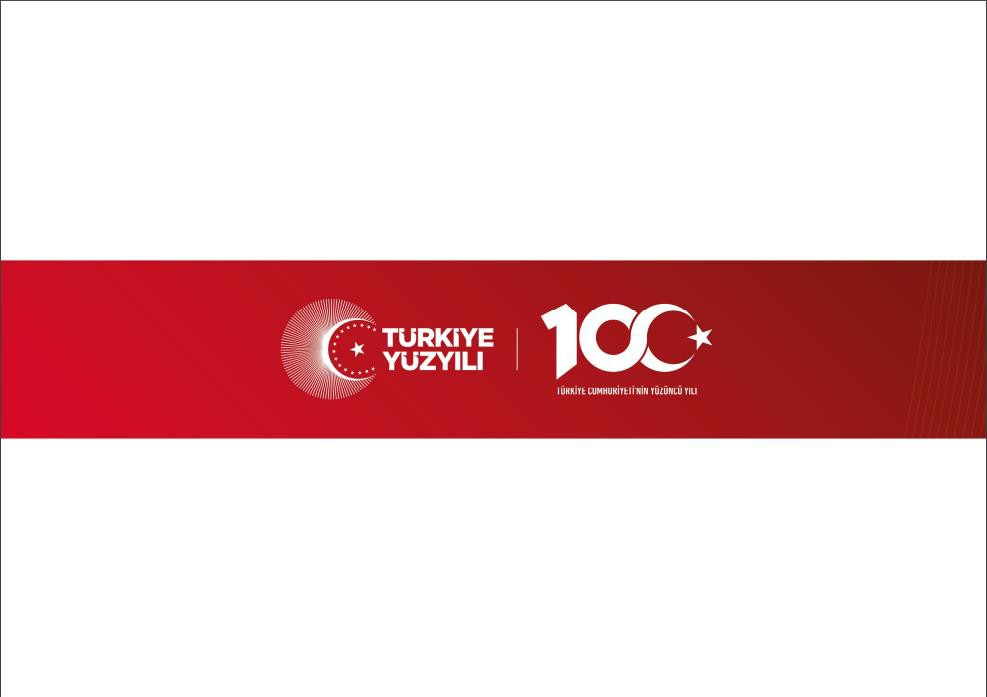 TÜRKİYE
YÜZYILI
100
TÜRKİYE CUMHURİYETİ'NİN YÜZÜNCÜ YILI